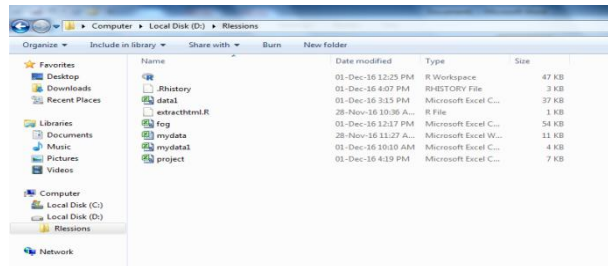 Computer ▸ Local Disk (D:) ▸ Rlessions
Organize Include in library Share with Burn New folder
Name Date modified Type Size
Favorites
Desktop
Downloads
Recent Places
Libraries
Documents
Music
Pictures
Videos
Computer
Local Disk (C:)
Local Disk (D:)
Rlessions
Network
01-Dec-16 12:25 PM R Workspace 47 KB
.Rhistory 01-Dec-16 4:07 PM RHISTORY File 3 KB
data1 01-Dec-16 3:15 PM Microsoft Excel C... 37 KB
extracthtml.R 28-Nov-16 10:36 A... R File 1 KB
fog 01-Dec-16 12:17 PM Microsoft Excel C... 54 KB
mydata 28-Nov-16 11:27 A... Microsoft Excel W... 11 KB
mydata1 01-Dec-16 10:10 AM Microsoft Excel C... 4 KB
project 01-Dec-16 4:19 PM Microsoft Excel C... 7 KB